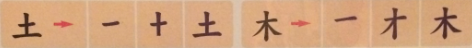 土 → 一 十 土 木 → 一 才 木